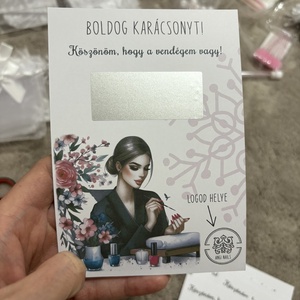 BOLDOG KARÁCSONYT!
Köszönöm, hogy a vendégem vagy!
LOGOD HELYE